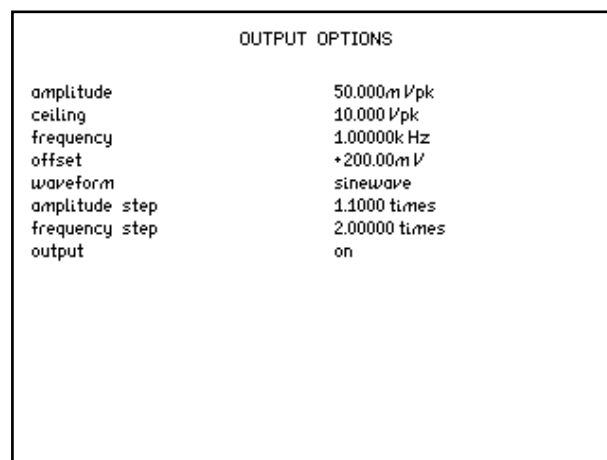 OUTPUT OPTIONS
amplitude 50.000m Vpk
ceiling 10.000 Vpk
frequency 1.00000k Hz
offset +200.00m V
waveform sinewave
amplitude step 1.1000 times
frequency step 2.00000 times
output on